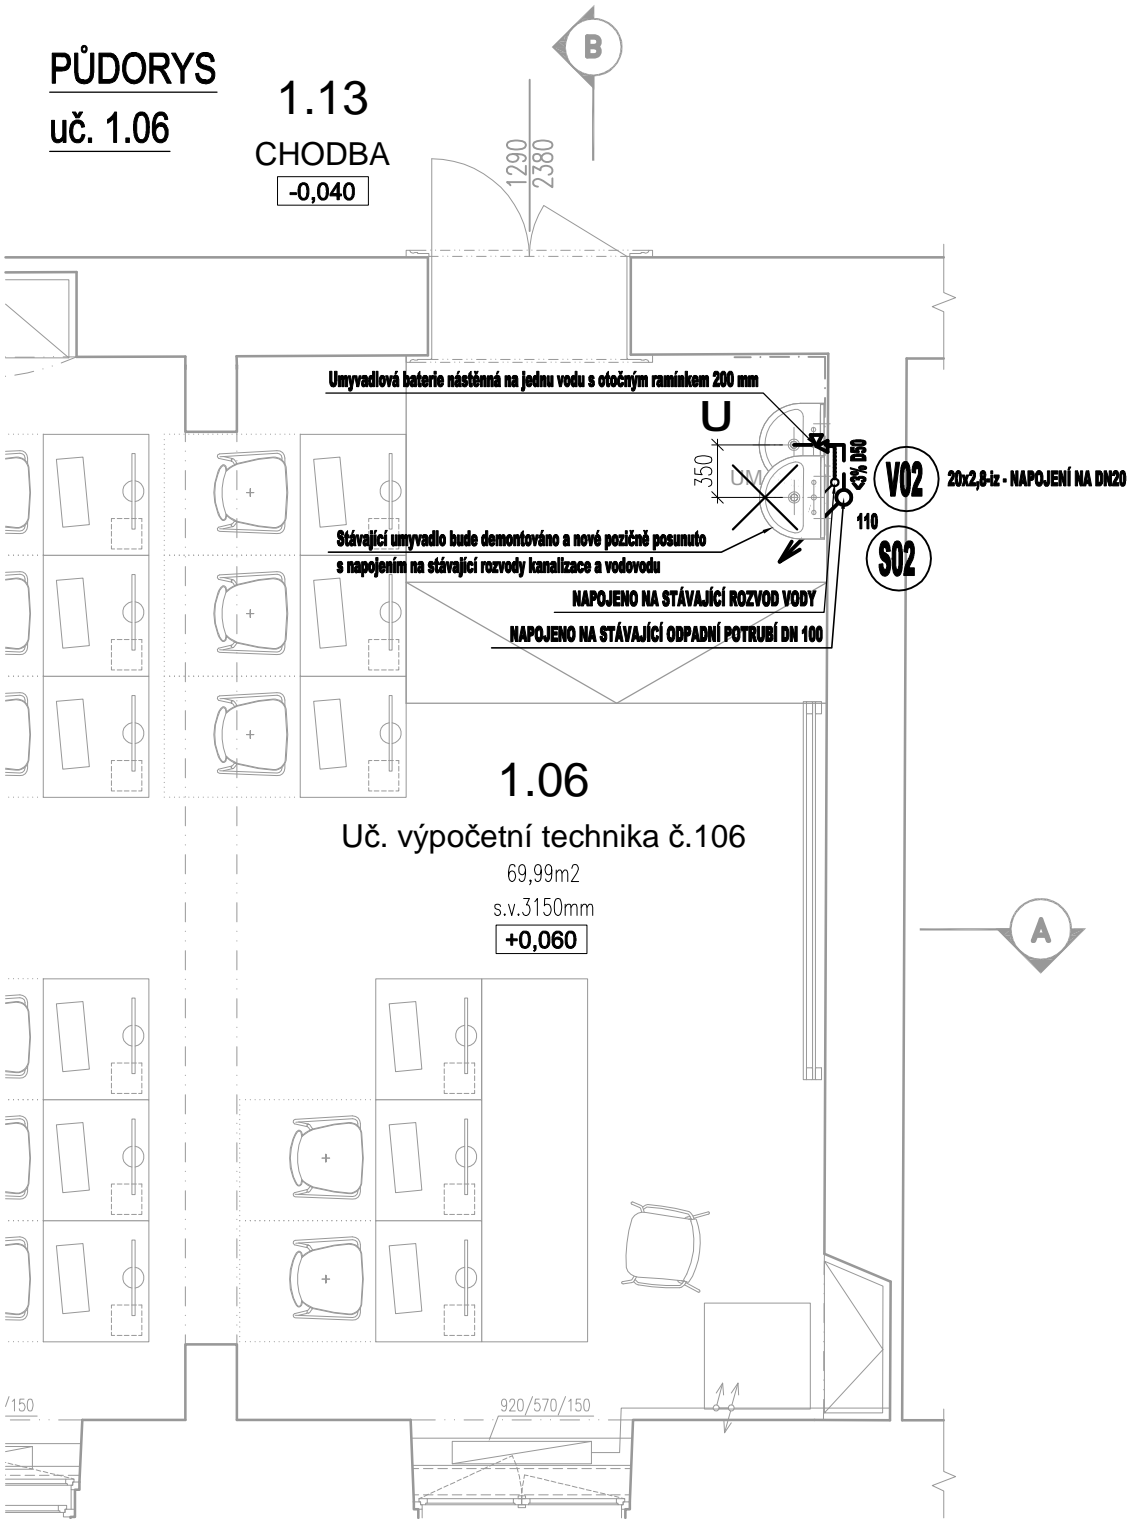 PŮDORYS
uč. 1.06
1.13
CHODBA
-0,040
B
1290
2380
Umyvadlová baterie nástěnná na jednu vodu s otočným ramínkem 200 mm
U
350
UM
<3% D50
V02
20x2,8-iz - NAPOJENÍ NA DN20
110
S02
Stávající umyvadlo bude demontováno a nové pozičně posunuto
s napojením na stávající rozvody kanalizace a vodovodu
NAPOJENO NA STÁVAJÍCÍ ROZVOD VODY
NAPOJENO NA STÁVAJÍCÍ ODPADNÍ POTRUBÍ DN 100
1.06
Uč. výpočetní technika č.106
69,99m2
s.v.3150mm
+0,060
A
/150
920/570/150